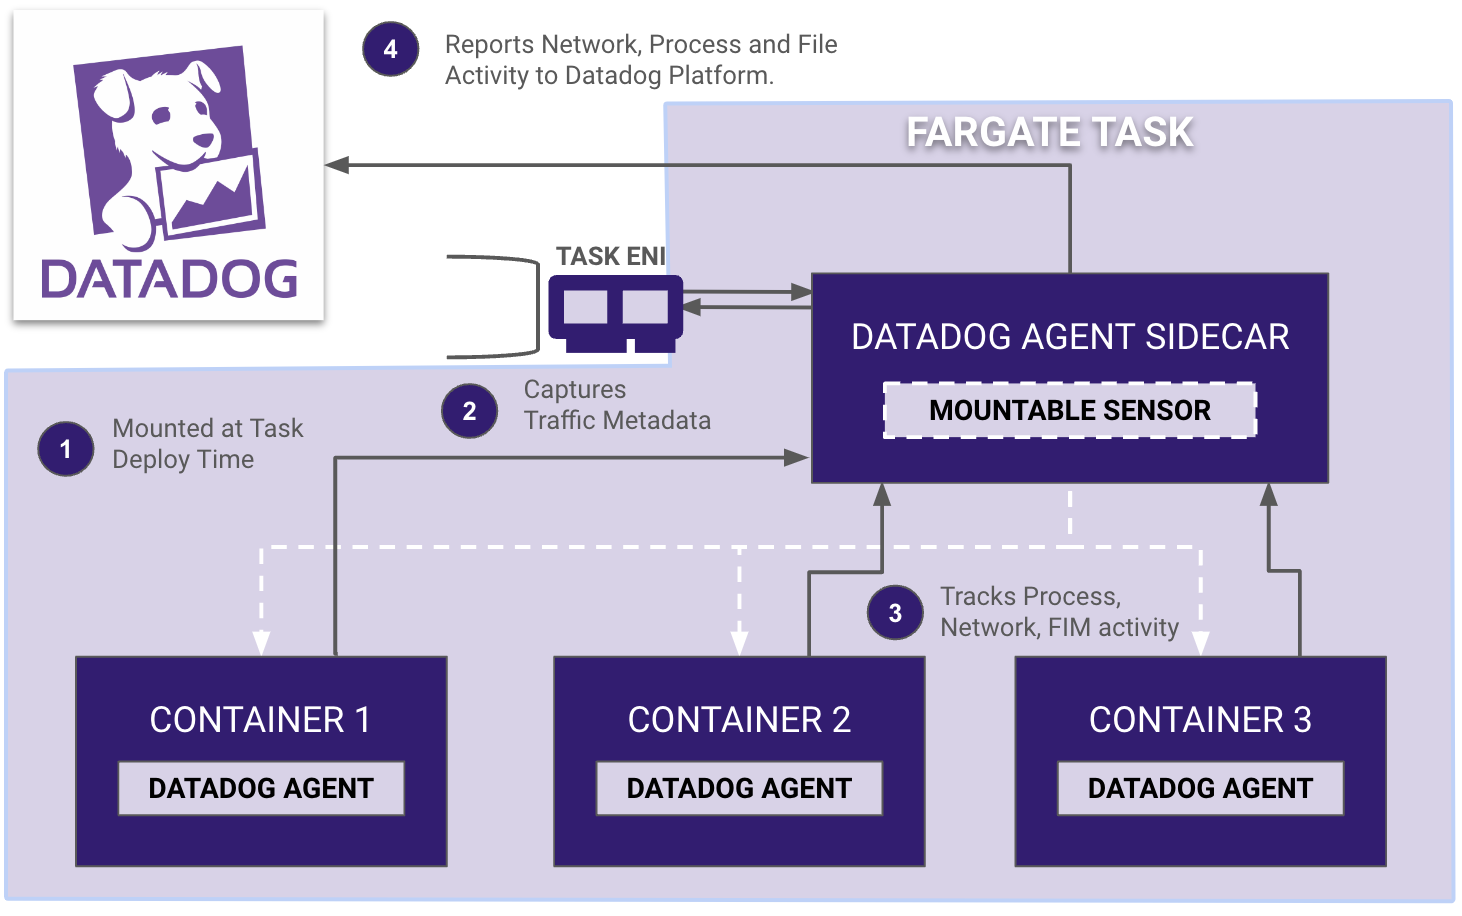 4
Reports Network, Process and File
Activity to Datadog Platform.
DATADOG
FARGATE TASK
TASK ENI
DATADOG AGENT SIDECAR
MOUNTABLE SENSOR
1
Mounted at Task
Deploy Time
2
Captures
Traffic Metadata
3
Tracks Process,
Network, FIM activity
CONTAINER 1
DATADOG AGENT
CONTAINER 2
DATADOG AGENT
CONTAINER 3
DATADOG AGENT